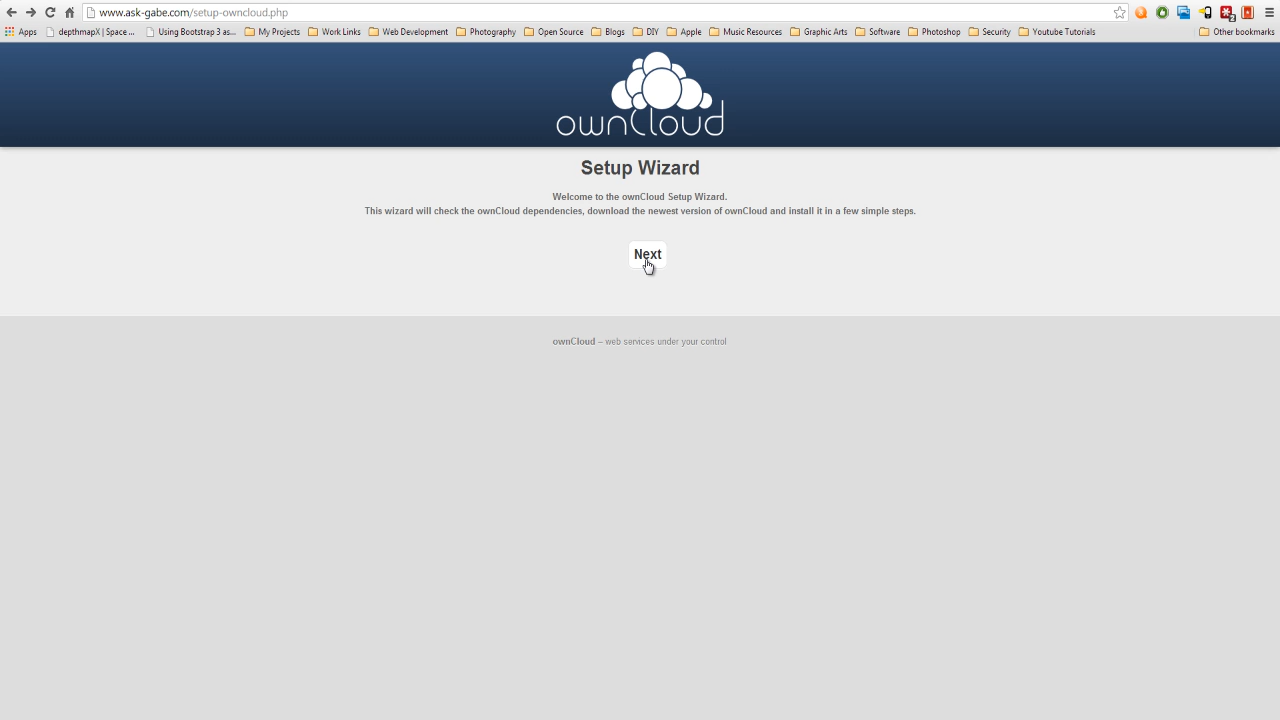 www.ask-gabe.com/setup-owncloud.php
Apps depthmapX | Space ... Using Bootstrap 3 as... My Projects Work Links Web Development Photography Open Source Blogs DIY Apple Music Resources Graphic Arts Software Photoshop Security Youtube Tutorials Other bookmarks
ownCloud
Setup Wizard
Welcome to the ownCloud Setup Wizard.
This wizard will check the ownCloud dependencies, download the newest version of ownCloud and install it in a few simple steps.
Next
ownCloud – web services under your control